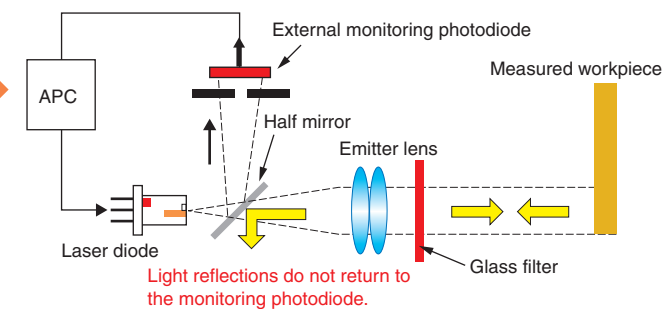 External monitoring photodiode
Measured workpiece
APC
Half mirror
Emitter lens
Laser diode
Glass filter
Light reflections do not return to
the monitoring photodiode.